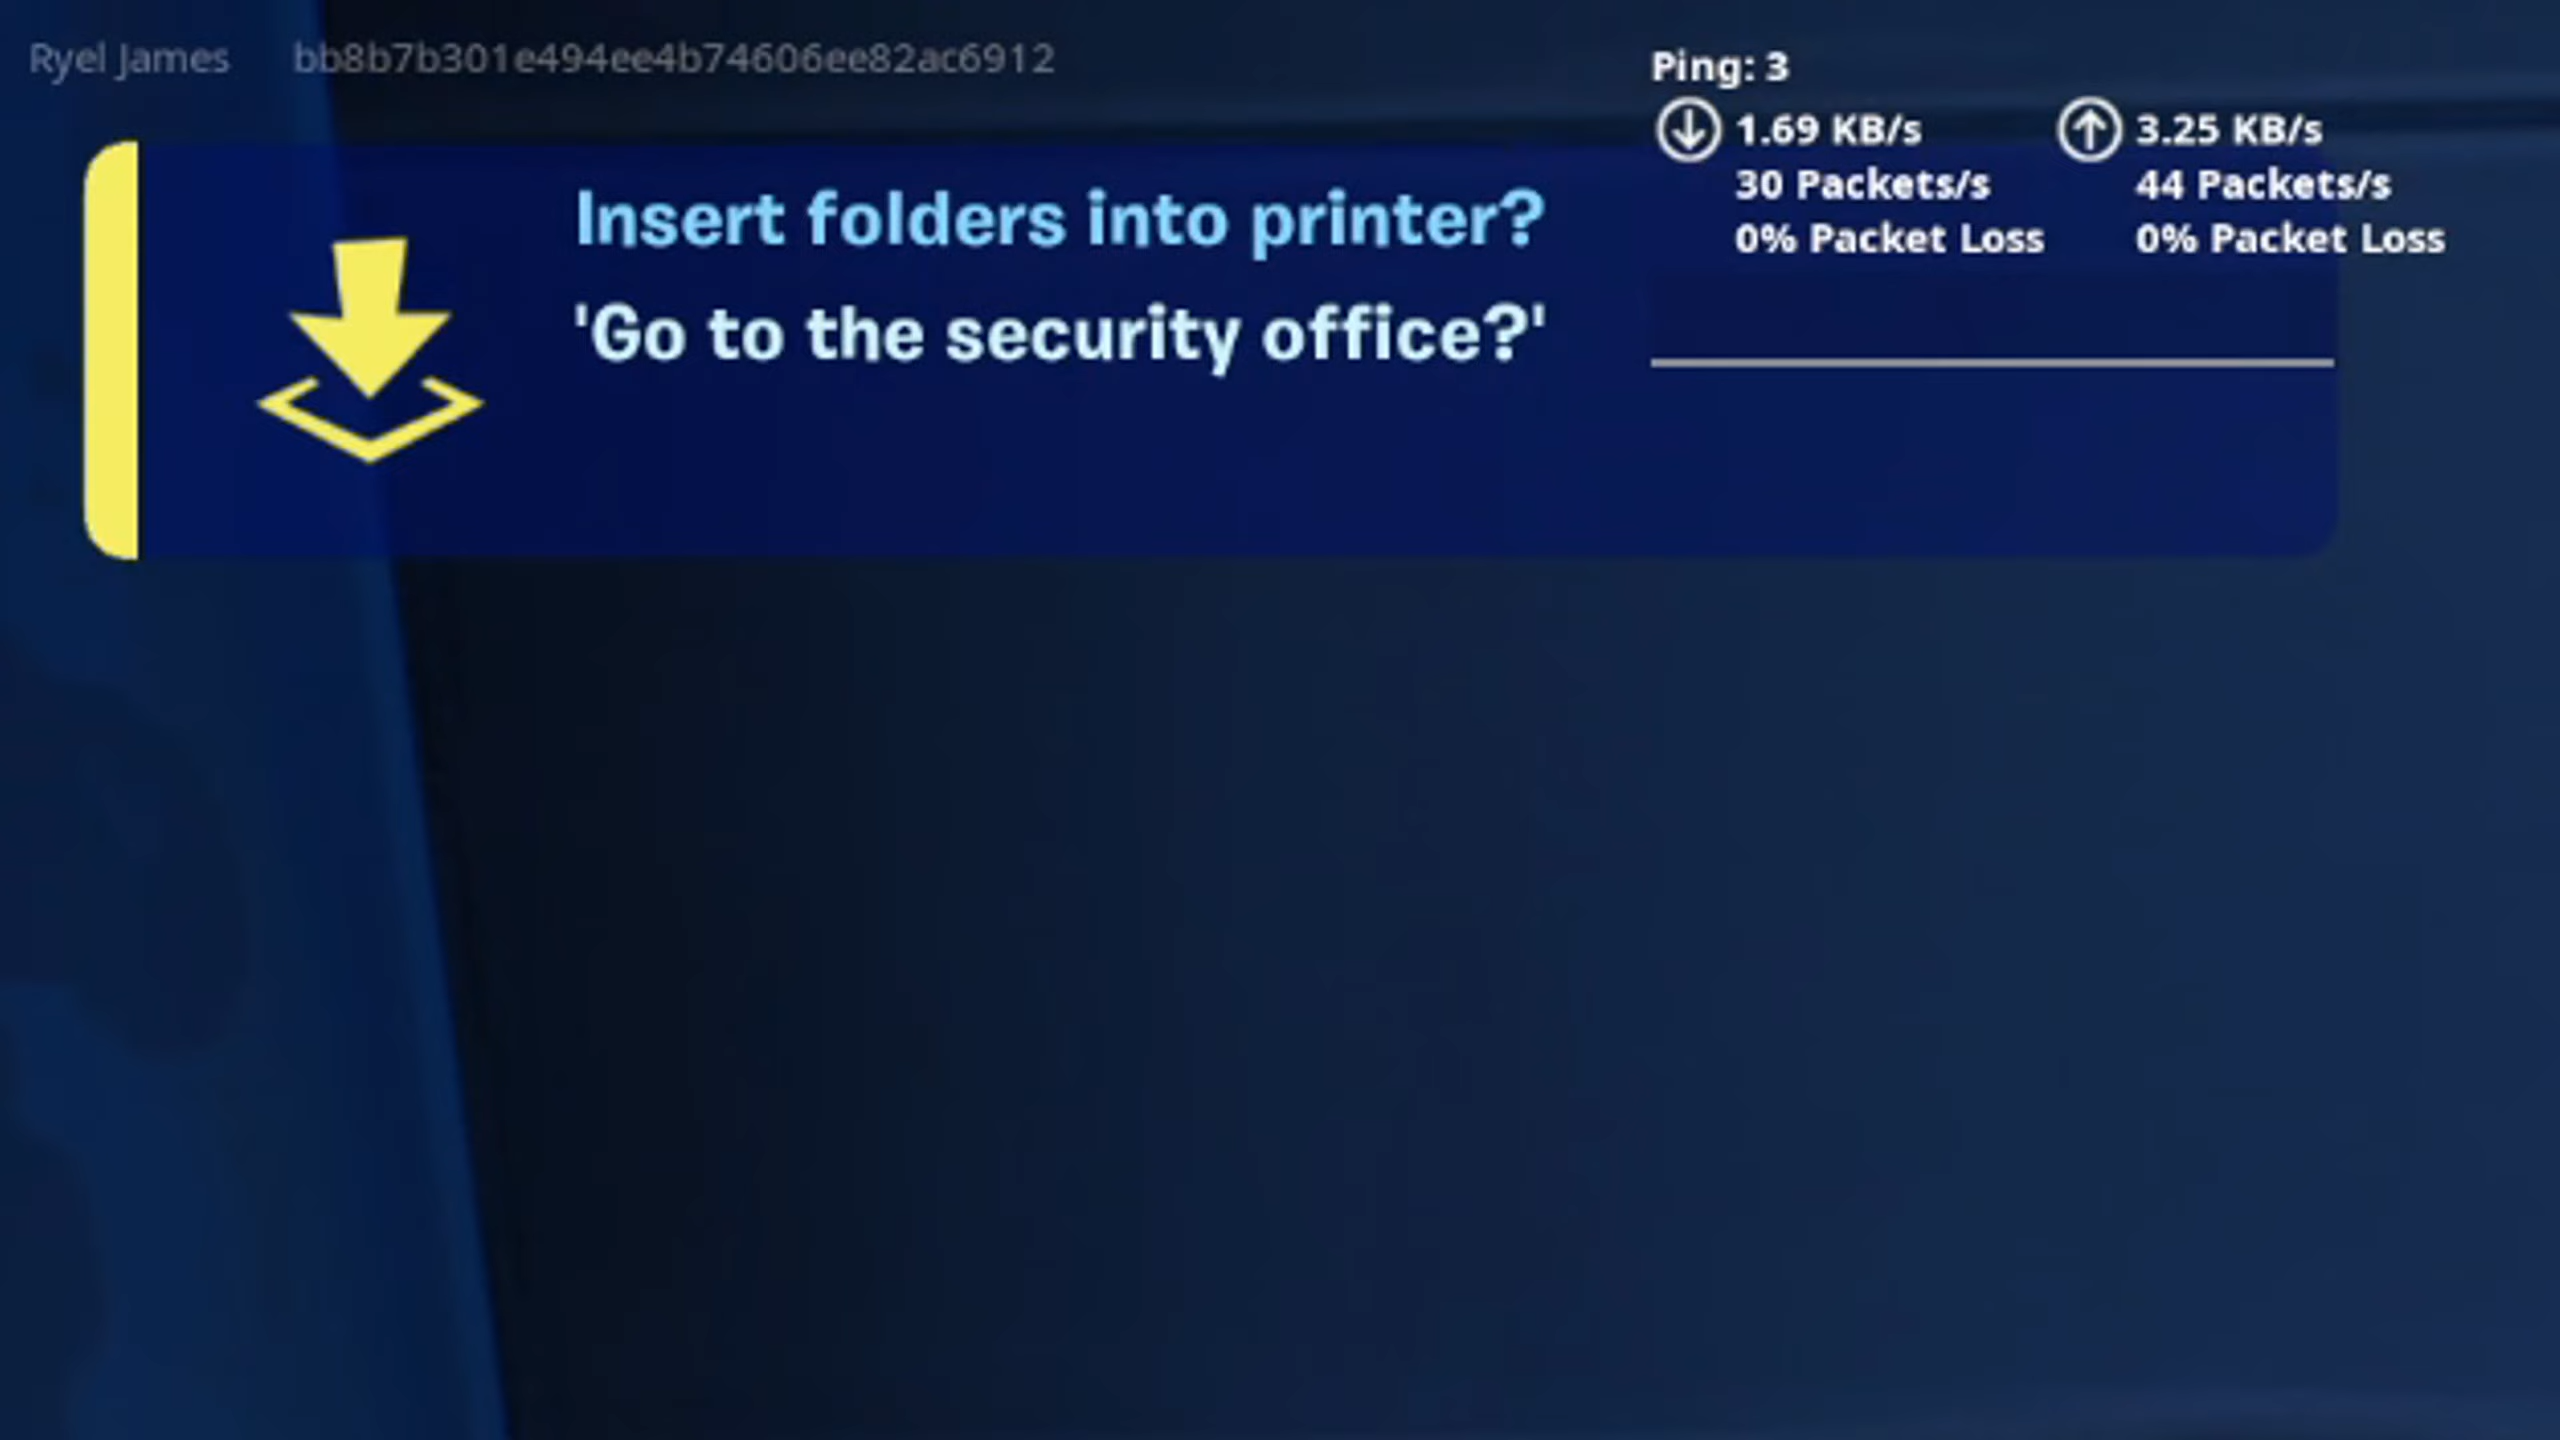 Ryel James bb8b7b301e494ee4b74606ee82ac6912
Ping: 3
1.69 KB/s 3.25 KB/s
30 Packets/s 44 Packets/s
0% Packet Loss 0% Packet Loss
Insert folders into printer?
'Go to the security office?'